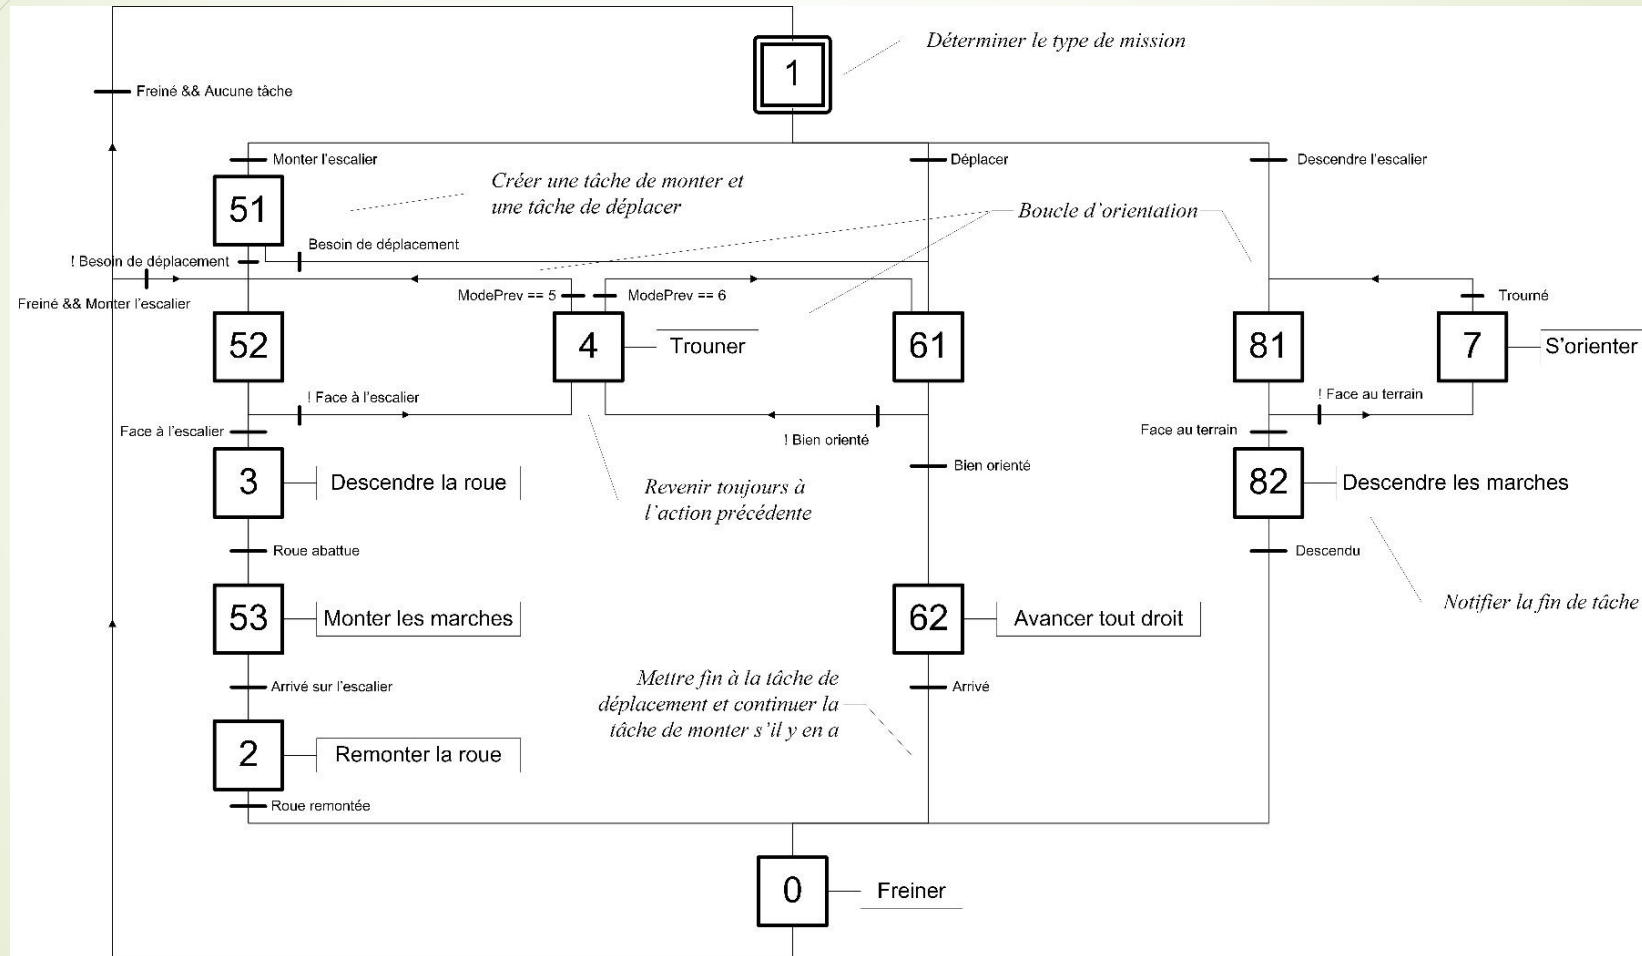 1
Déterminer le type de mission
Freiné && Aucune tâche
Monter l'escalier
Déplacer
Descendre l'escalier
51
Créer une tâche de monter et
une tâche de déplacer
Boucle d'orientation
Besoin de déplacement
! Besoin de déplacement
Freiné && Monter l'escalier
ModePrev == 5
ModePrev == 6
Trourné
52
4
Trouner
61
81
7
S'orienter
! Face à l'escalier
! Face au terrain
Face à l'escalier
! Bien orienté
Face au terrain
3
Descendre la roue
Revenir toujours à
l'action précédente
Bien orienté
82
Descendre les marches
Roue abattue
Descendu
53
Monter les marches
62
Avancer tout droit
Notifier la fin de tâche
Arrivé sur l'escalier
Mettre fin à la tâche de
déplacement et continuer la
tâche de monter s'il y en a
Arrivé
2
Remonter la roue
Roue remontée
0
Freiner